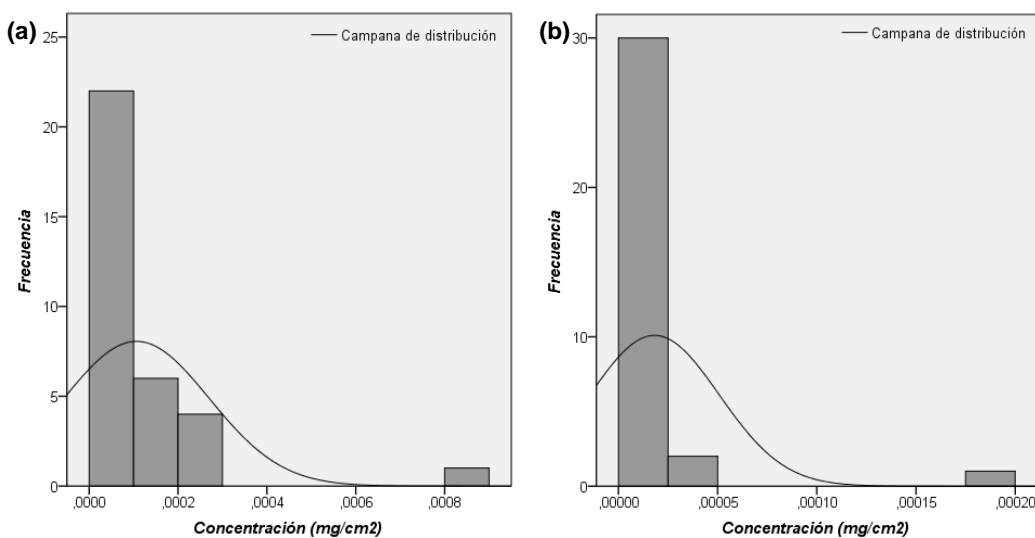 (a)
Campana de distribución
25
20
15
10
5
0
Frecuencia
,0000
,0002
,0004
,0006
,0008
Concentración (mg/cm2)
(b)
Campana de distribución
30
20
10
0
Frecuencia
,00000
,00005
,00010
,00015
,00020
Concentración (mg/cm2)